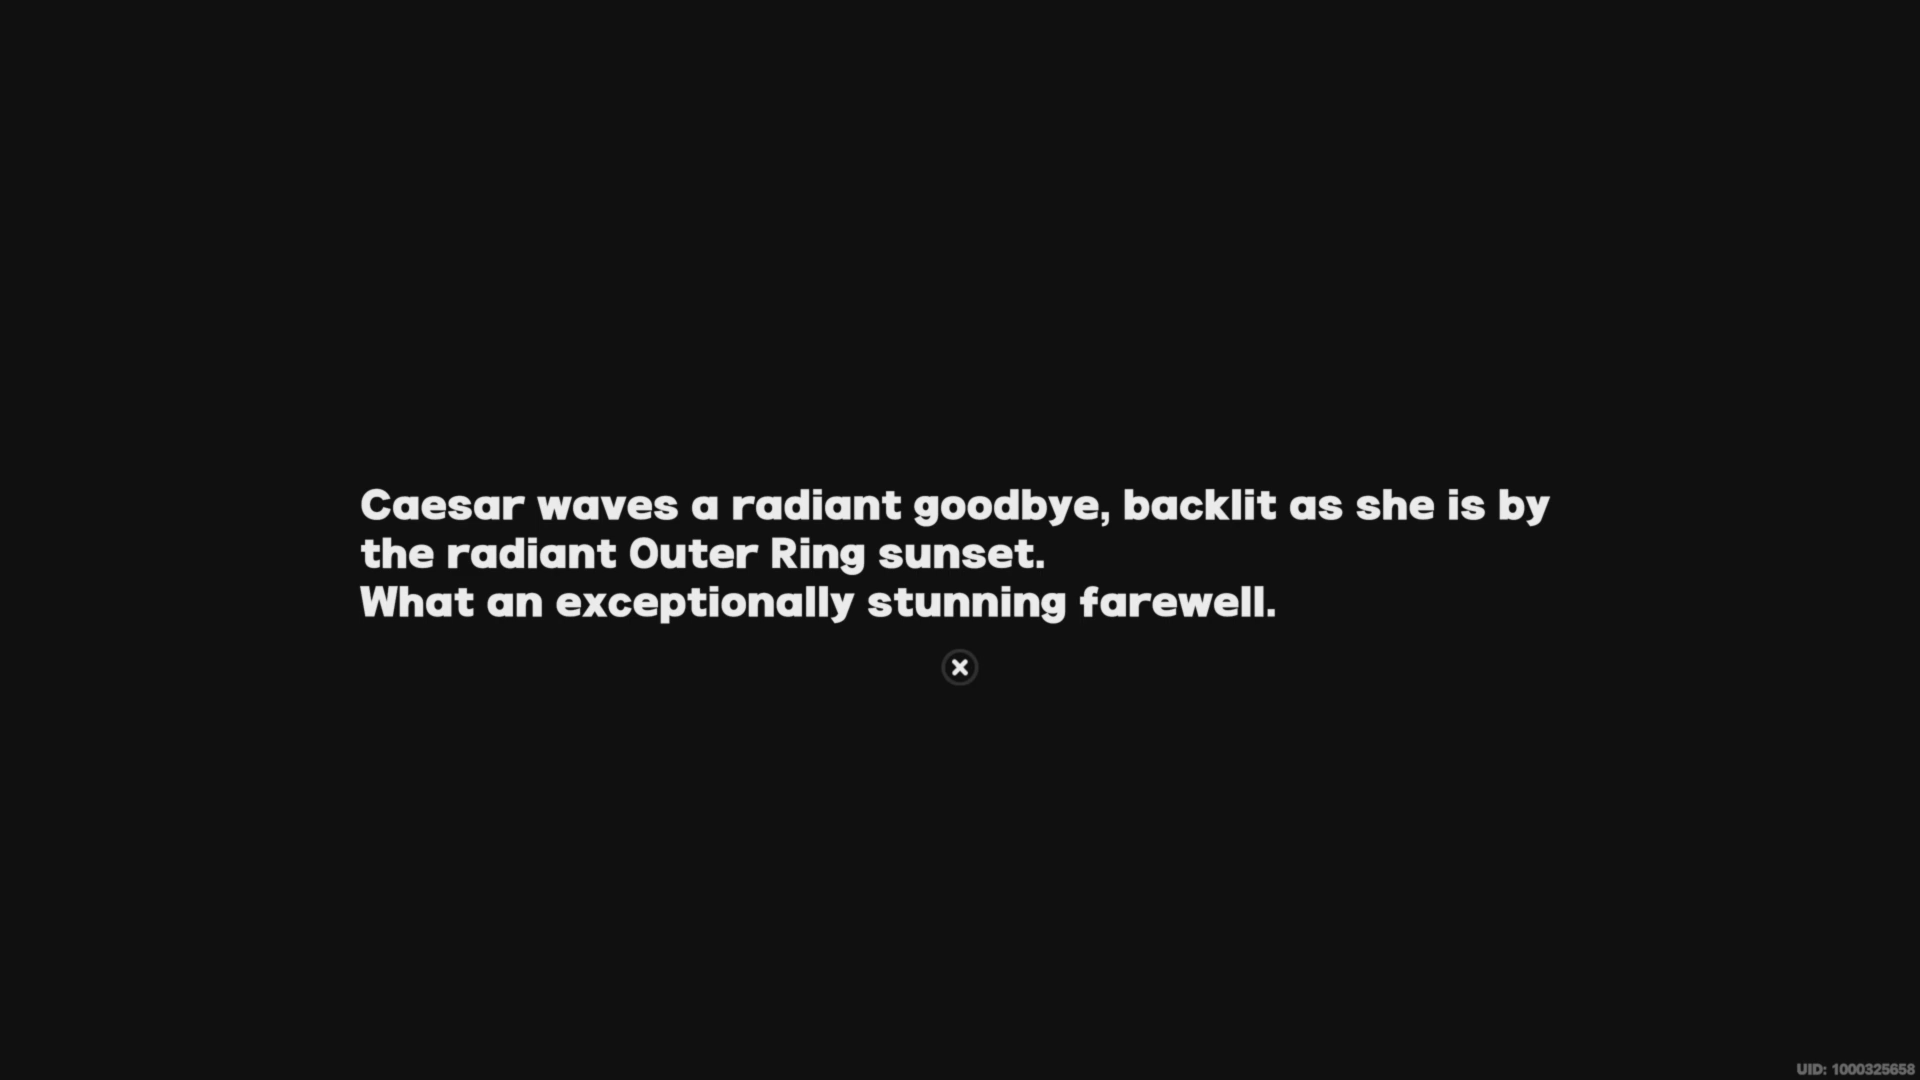 Caesar waves a radiant goodbye, backlit as she is by
the radiant Outer Ring sunset.
What an exceptionally stunning farewell.
UID: 1000325658